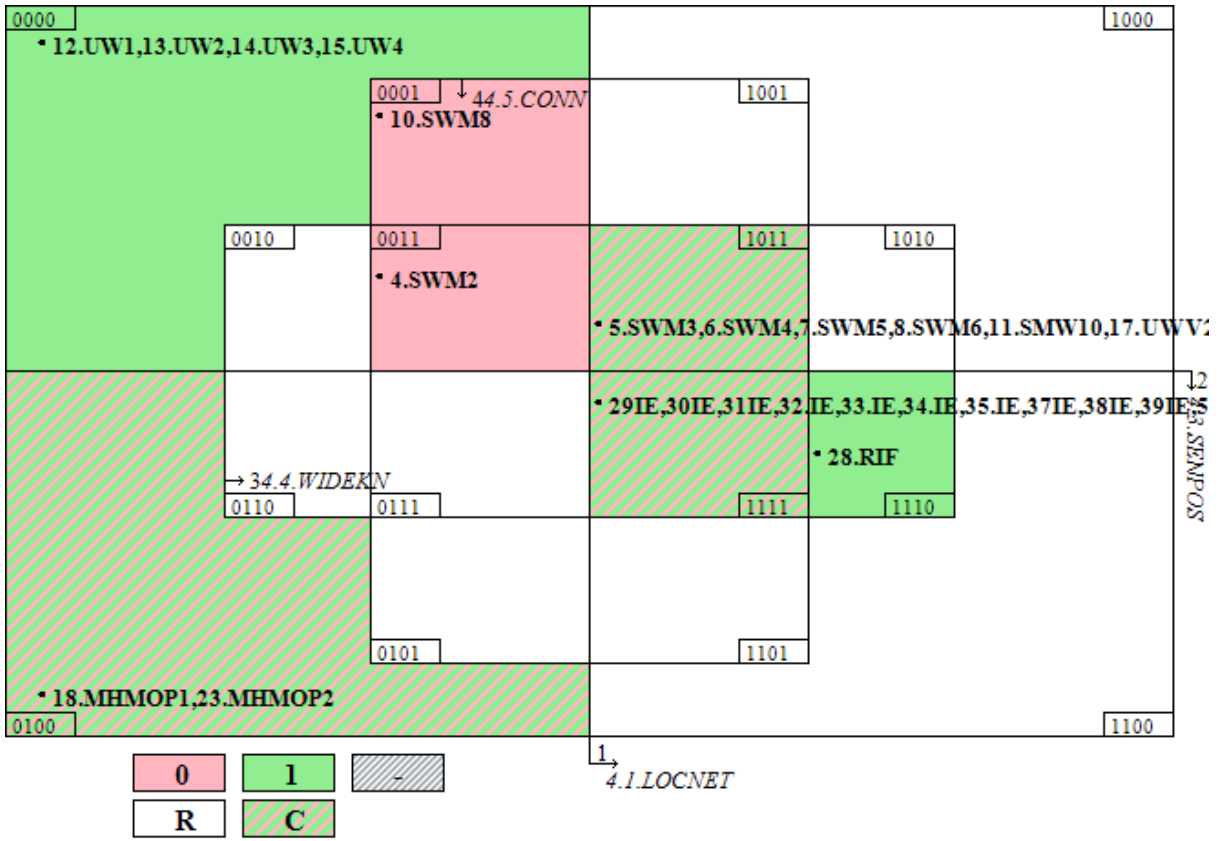 0000 1000
12.UW1,13.UW2,14.UW3,15.UW4
0001 44.5.CONN 1001
10.SWM8
0010 0011 1011 1010
4.SWM2
5.SWM3,6.SWM4,7.SWM5,8.SWM6,11.SMW10,17.UWV2
2
29IE,30IE,31IE,32.IE,33.IE,34.IE,35.IE,37IE,38IE,39IE,5
28.RIF
34.4.WIDEKN
0110 0111 1111 1110
0101 1101
18.MHMOP1,23.MHMOP2
0100 1100
1
4.1.LOCNET
0 1 -
R C